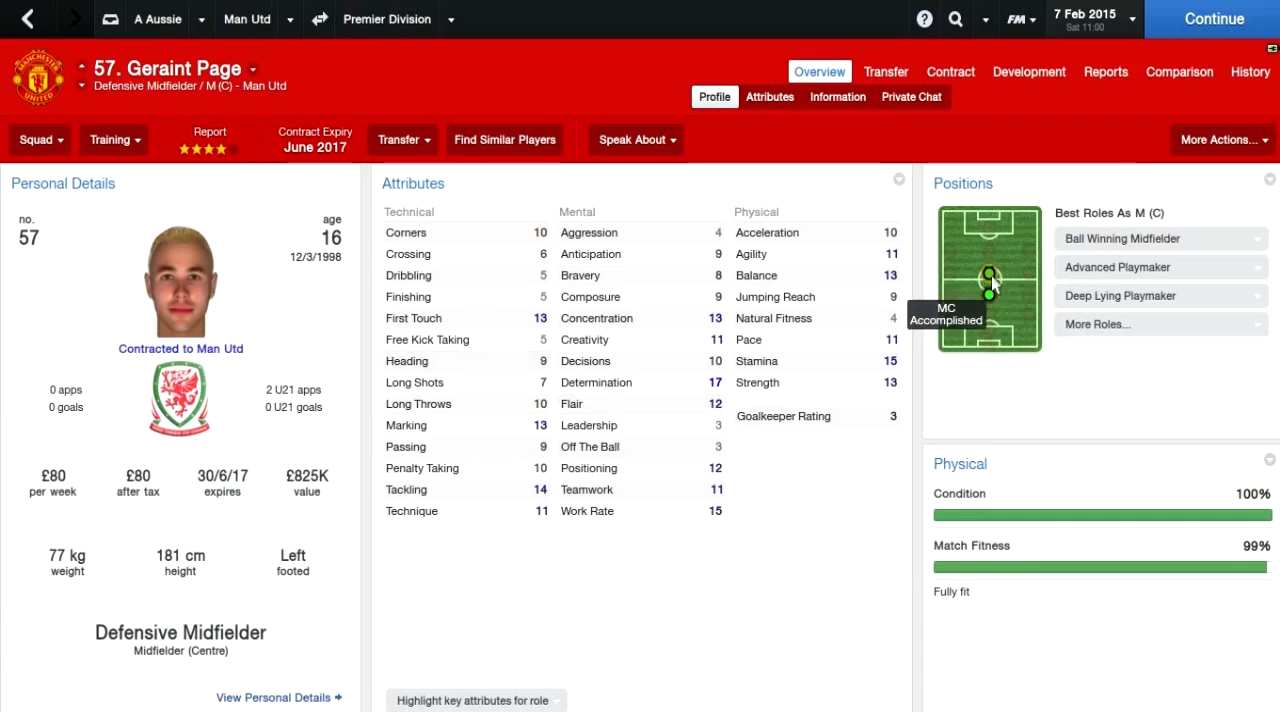 A Aussie Man Utd Premier Division FM 7 Feb 2015 Continue
Sat 11:00
MANCHESTER UNITED
57. Geraint Page
Defensive Midfielder / M (C) - Man Utd
Overview Transfer Contract Development Reports Comparison History
Profile Attributes Information Private Chat
Squad Training Report Contract Expiry June 2017 Transfer Find Similar Players Speak About More Actions...
Personal Details
no.
57
age
16
12/3/1998
Contracted to Man Utd
0 apps 2 U21 apps
0 goals 0 U21 goals
£80 £80 30/6/17 £825K
per week after tax expires value
77 kg 181 cm Left
weight height footed
Defensive Midfielder
Midfielder (Centre)
View Personal Details
Attributes
Technical Mental Physical
Corners 10 Aggression 4 Acceleration 10
Crossing 6 Anticipation 9 Agility 11
Dribbling 5 Bravery 8 Balance 13
Finishing 5 Composure 9 Jumping Reach 9
First Touch 13 Concentration 13 Natural Fitness 4
Free Kick Taking 5 Creativity 11 Pace 11
Heading 9 Decisions 10 Stamina 15
Long Shots 7 Determination 17 Strength 13
Long Throws 10 Flair 12
Goalkeeper Rating 3
Marking 13 Leadership 3
Passing 9 Off The Ball 3
Penalty Taking 10 Positioning 12
Tackling 14 Teamwork 11
Technique 11 Work Rate 15
Highlight key attributes for role
Positions
MC
Accomplished
Best Roles As M (C)
Ball Winning Midfielder
Advanced Playmaker
Deep Lying Playmaker
More Roles...
Physical
Condition 100%
Match Fitness 99%
Fully fit